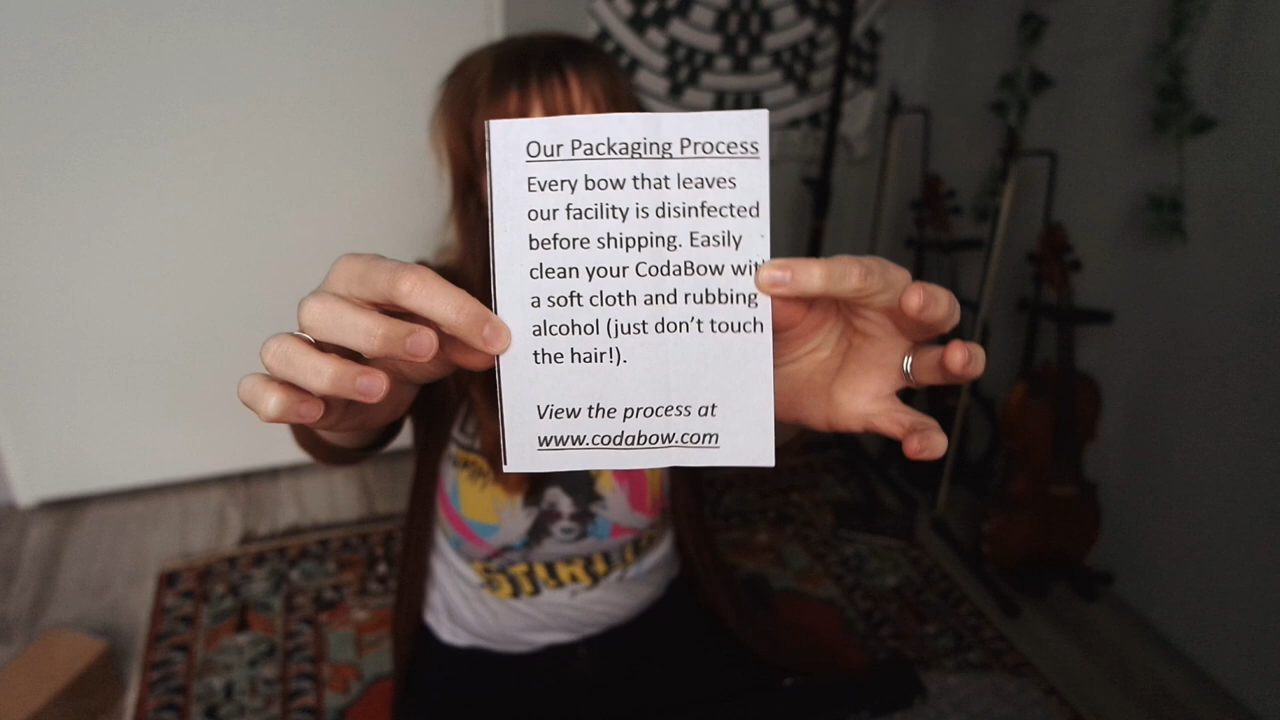 Our Packaging Process
Every bow that leaves
our facility is disinfected
before shipping. Easily
clean your CodaBow wit
a soft cloth and rubbing
alcohol (just don't touch
the hair!).
View the process at
www.codabow.com